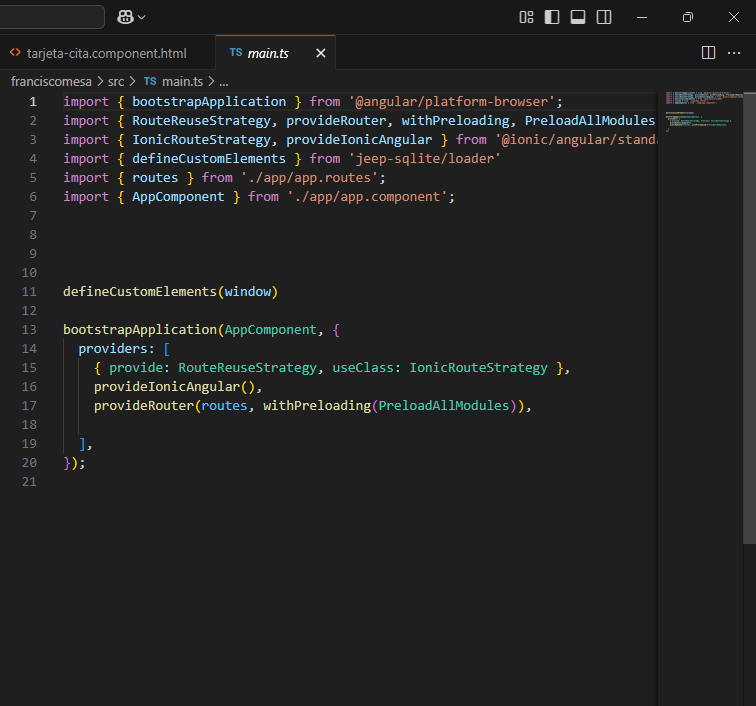 tarjeta-cita.component.html
TS main.ts
franciscomesa > src > TS main.ts > ...
1 import { bootstrapApplication } from '@angular/platform-browser';
2 import { RouteReuseStrategy, provideRouter, withPreloading, PreloadAllModules
3 import { IonicRouteStrategy, provideIonicAngular } from '@ionic/angular/standa
4 import { defineCustomElements } from 'jeep-sqlite/loader'
5 import { routes } from './app/app.routes';
6 import { AppComponent } from './app/app.component';
7
8
9
10
11 defineCustomElements(window)
12
13 bootstrapApplication(AppComponent, {
14 providers: [
15 { provide: RouteReuseStrategy, useClass: IonicRouteStrategy },
16 provideIonicAngular(),
17 provideRouter(routes, withPreloading(PreloadAllModules)),
18
19 ],
20 });
21